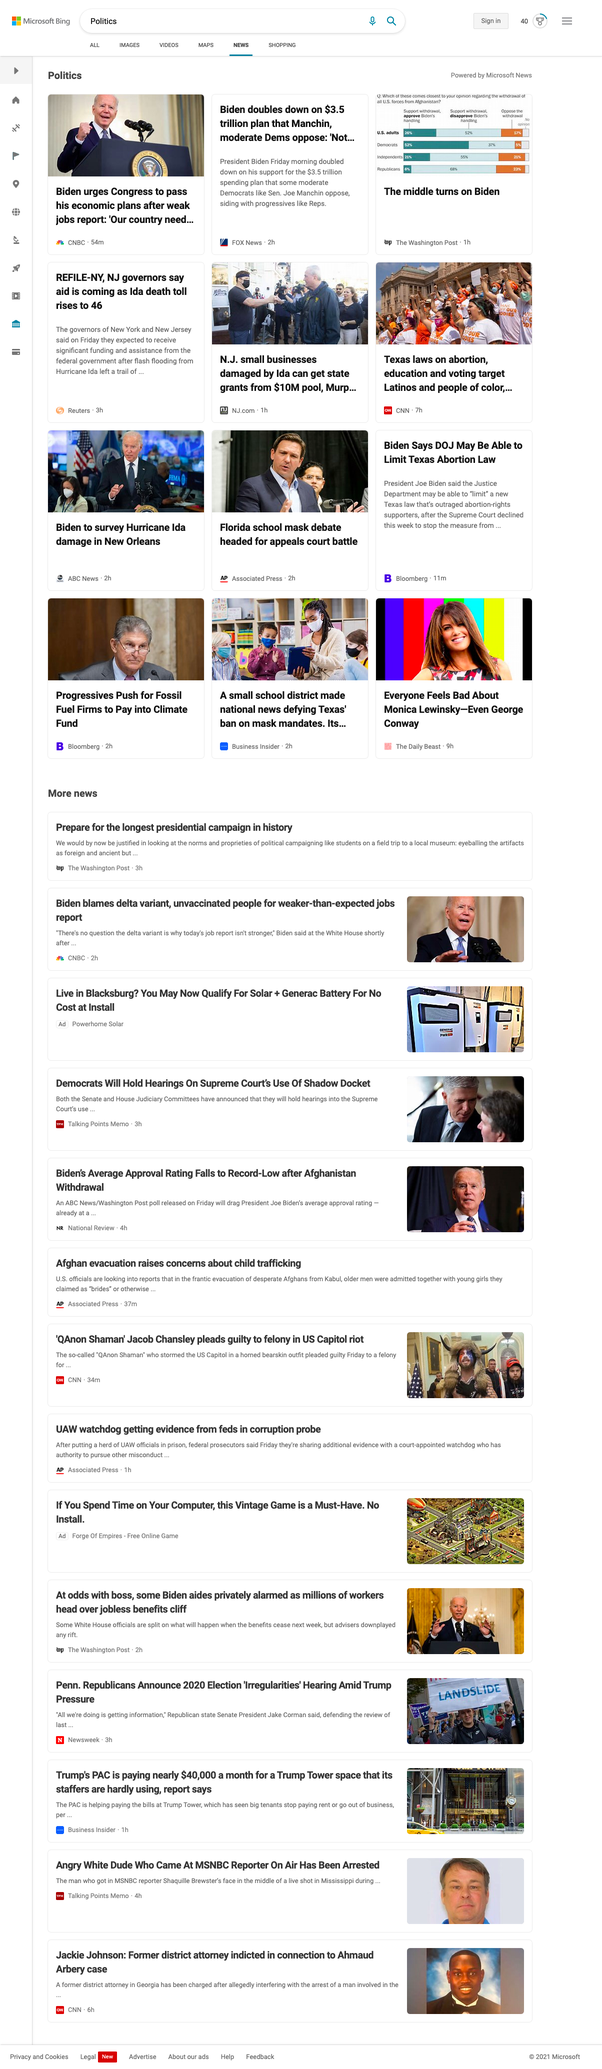 Microsoft Bing
Politics
Sign in
40
ALL
IMAGES
VIDEOS
MAPS
NEWS
SHOPPING
Politics
Powered by Microsoft News
Biden urges Congress to pass
his economic plans after weak
jobs report: 'Our country need...
CNBC · 54m
Biden doubles down on $3.5
trillion plan that Manchin,
moderate Dems oppose: 'Not...
President Biden Friday morning doubled
down on his support for the $3.5 trillion
spending plan that some moderate
Democrats like Sen. Joe Manchin oppose,
siding with progressives like Reps.
FOX News · 2h
Q: Which of these comes closest to your opinion regarding the withdrawal of
all U.S. forces from Afghanistan?
Support withdrawal, approve Biden's handling
Support withdrawal, disapprove Biden's handling
Oppose the withdrawal
No opinion
U.S. adults
Democrats
Independents
Republicans
The middle turns on Biden
The Washington Post · 1h
REFILE-NY, NJ governors say
aid is coming as Ida death toll
rises to 46
The governors of New York and New Jersey
said on Friday they expected to receive
significant funding and assistance from the
federal government after flash flooding from
Hurricane Ida left a trail of ...
Reuters · 3h
N.J. small businesses
damaged by Ida can get state
grants from $10M pool, Murp...
NJ.com · 1h
Texas laws on abortion,
education and voting target
Latinos and people of color,...
CNN · 7h
Biden to survey Hurricane Ida
damage in New Orleans
ABC News · 2h
Florida school mask debate
headed for appeals court battle
AP Associated Press · 2h
Biden Says DOJ May Be Able to
Limit Texas Abortion Law
President Joe Biden said the Justice
Department may be able to "limit" a new
Texas law that's outraged abortion-rights
supporters, after the Supreme Court declined
this week to stop the measure from ...
B Bloomberg · 11m
Progressives Push for Fossil
Fuel Firms to Pay into Climate
Fund
B Bloomberg · 2h
A small school district made
national news defying Texas'
ban on mask mandates. Its...
Business Insider · 2h
Everyone Feels Bad About
Monica Lewinsky—Even George
Conway
The Daily Beast · 9h
More news
Prepare for the longest presidential campaign in history
We would by now be justified in looking at the norms and proprieties of political campaigning like students on a field trip to a local museum: eyeballing the artifacts
as foreign and ancient but ...
The Washington Post · 3h
Biden blames delta variant, unvaccinated people for weaker-than-expected jobs
report
"There's no question the delta variant is why today's job report isn't stronger," Biden said at the White House shortly
after ...
CNBC · 2h
Live in Blacksburg? You May Now Qualify For Solar + Generac Battery For No
Cost at Install
Ad Powerhome Solar
Democrats Will Hold Hearings On Supreme Court's Use Of Shadow Docket
Both the Senate and House Judiciary Committees have announced that they will hold hearings into the Supreme
Court's use ...
Talking Points Memo · 3h
Biden's Average Approval Rating Falls to Record-Low after Afghanistan
Withdrawal
An ABC News/Washington Post poll released on Friday will drag President Joe Biden's average approval rating —
already at a ...
NR National Review · 4h
Afghan evacuation raises concerns about child trafficking
U.S. officials are looking into reports that in the frantic evacuation of desperate Afghans from Kabul, older men were admitted together with young girls they
claimed as "brides" or otherwise ...
AP Associated Press · 37m
'QAnon Shaman' Jacob Chansley pleads guilty to felony in US Capitol riot
The so-called "QAnon Shaman" who stormed the US Capitol in a horned bearskin outfit pleaded guilty Friday to a felony
for ...
CNN · 34m
UAW watchdog getting evidence from feds in corruption probe
After putting a herd of UAW officials in prison, federal prosecutors said Friday they're sharing additional evidence with a court-appointed watchdog who has
authority to pursue other misconduct ...
AP Associated Press · 1h
If You Spend Time on Your Computer, this Vintage Game is a Must-Have. No
Install.
Ad Forge Of Empires - Free Online Game
At odds with boss, some Biden aides privately alarmed as millions of workers
head over jobless benefits cliff
Some White House officials are split on what will happen when the benefits cease next week, but advisers downplayed
any rift.
The Washington Post · 2h
Penn. Republicans Announce 2020 Election 'Irregularities' Hearing Amid Trump
Pressure
"All we're doing is getting information," Republican state Senate President Jake Corman said, defending the review of
last ...
N Newsweek · 3h
LANDSLIDE
Trump's PAC is paying nearly $40,000 a month for a Trump Tower space that its
staffers are hardly using, report says
The PAC is helping paying the bills at Trump Tower, which has seen big tenants stop paying rent or go out of business,
per ...
Business Insider · 1h
Angry White Dude Who Came At MSNBC Reporter On Air Has Been Arrested
The man who got in MSNBC reporter Shaquille Brewster's face in the middle of a live shot in Mississippi during ...
Talking Points Memo · 4h
Jackie Johnson: Former district attorney indicted in connection to Ahmaud
Arbery case
A former district attorney in Georgia has been charged after allegedly interfering with the arrest of a man involved in the
...
CNN · 6h
Privacy and Cookies
Legal New
Advertise
About our ads
Help
Feedback
© 2021 Microsoft